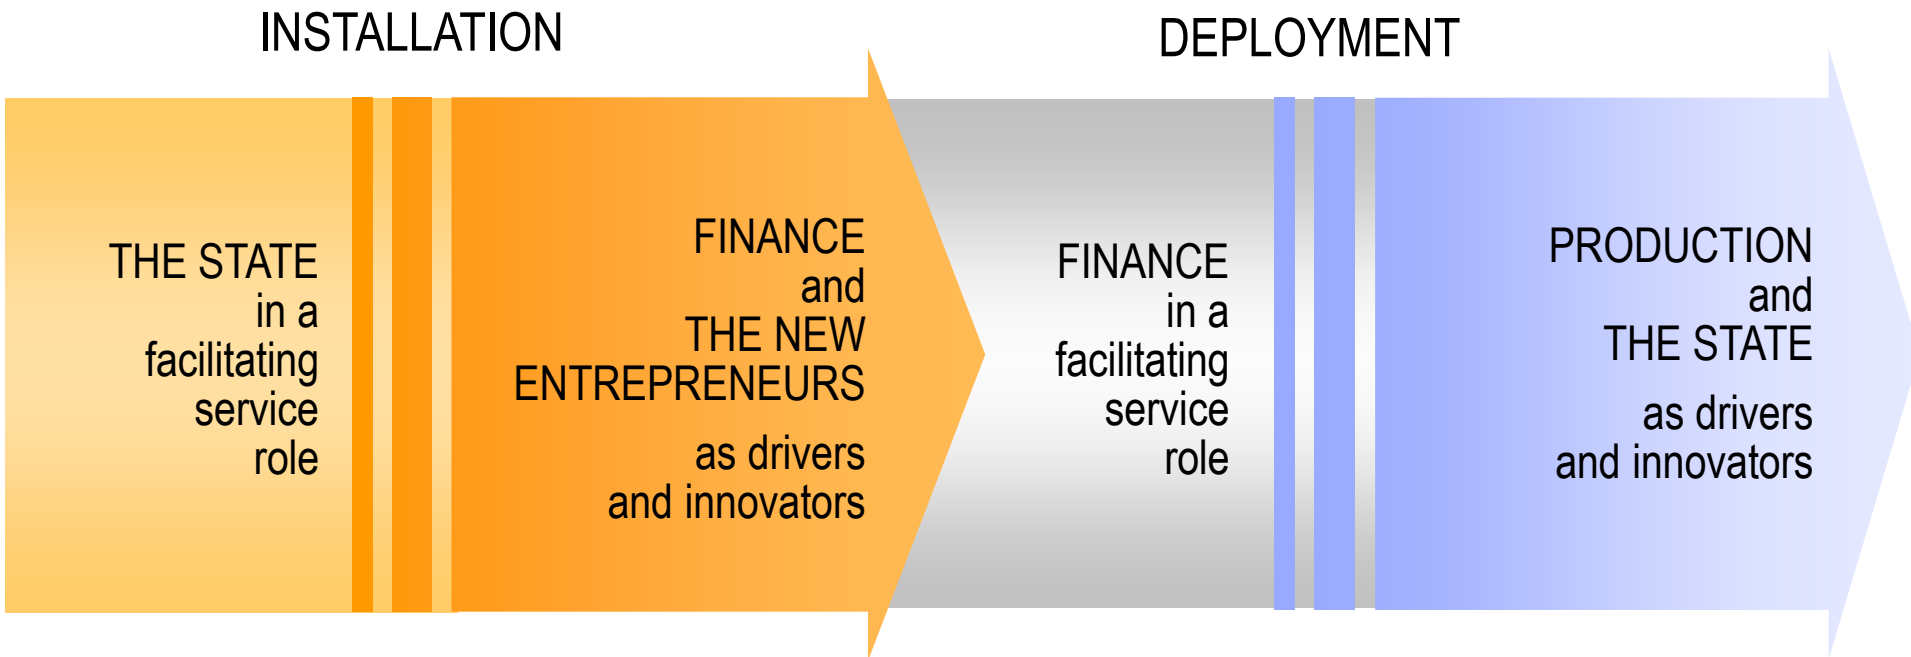 INSTALLATION
DEPLOYMENT
THE STATE
in a
facilitating
service
role
FINANCE
and
THE NEW
ENTREPRENEURS
as drivers
and innovators
FINANCE
in a
facilitating
service
role
PRODUCTION
and
THE STATE
as drivers
and innovators